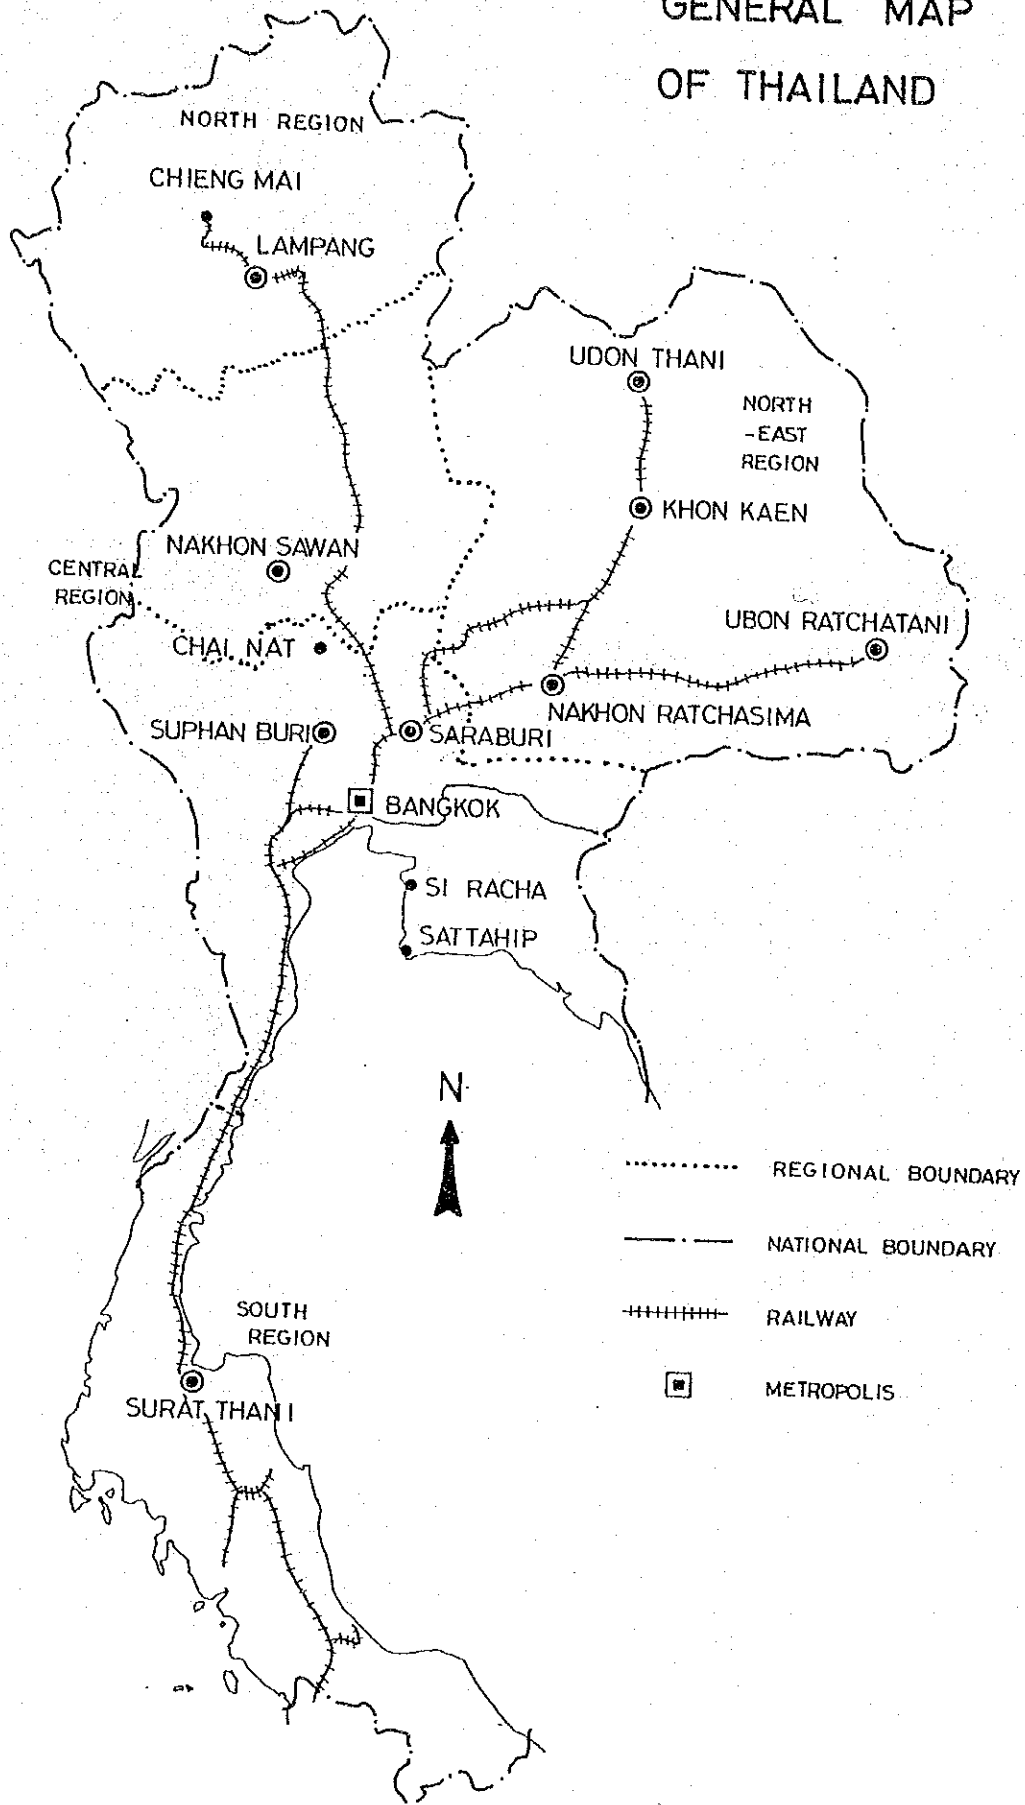 GENERAL MAP
OF THAILAND
NORTH REGION
CHIENG MAI
LAMPANG
UDON THANI
NORTH
-EAST
REGION
KHON KAEN
NAKHON SAWAN
CENTRAL
REGION
UBON RATCHATANI
CHAI NAT
NAKHON RATCHASIMA
SUPHAN BURI
SARABURI
BANGKOK
SI RACHA
SATTAHIP
N
REGIONAL BOUNDARY
NATIONAL BOUNDARY
RAILWAY
METROPOLIS
SOUTH
REGION
SURAT THANI